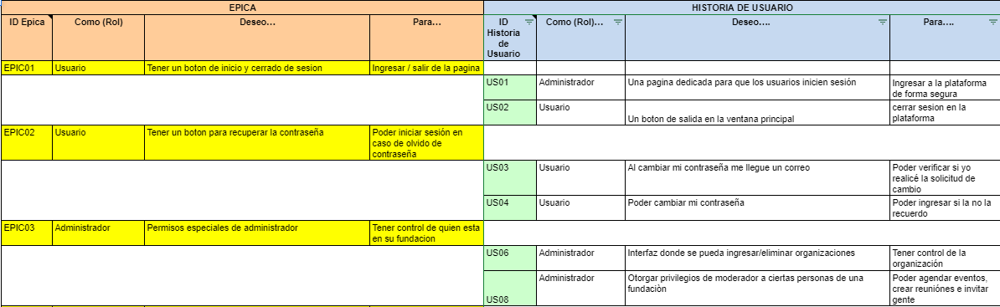 EPICA HISTORIA DE USUARIO
ID Epica Como (Rol) Deseo... Para... ID Historia de Usuario Como (Rol)... Deseo.... Para....
EPIC01 Usuario Tener un boton de inicio y cerrado de sesion Ingresar / salir de la pagina
US01 Administrador Una pagina dedicada para que los usuarios inicien sesión Ingresar a la plataforma
de forma segura
US02 Usuario Un boton de salida en la ventana principal cerrar sesion en la
plataforma
EPIC02 Usuario Tener un boton para recuperar la contraseña Poder iniciar sesión en
caso de olvido de
contraseña
US03 Usuario Al cambiar mi contraseña me llegue un correo Poder verificar si yo
realicé la solicitud de
cambio
US04 Usuario Poder cambiar mi contraseña Poder ingresar si la no la
recuerdo
EPIC03 Administrador Permisos especiales de administrador Tener control de quien esta
en su fundacion
US06 Administrador Interfaz donde se pueda ingresar/eliminar organizaciones Tener control de la
organización
US08 Administrador Otorgar privilegios de moderador a ciertas personas de una
fundaciòn
Poder agendar eventos,
crear reuniónes e invitar
gente